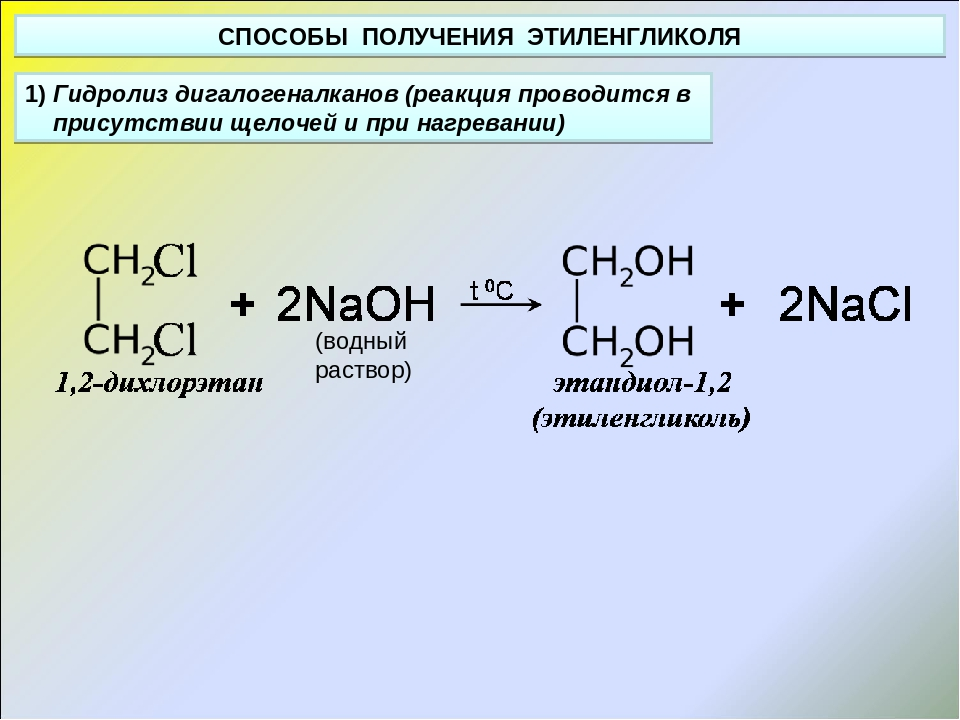 СПОСОБЫ ПОЛУЧЕНИЯ ЭТИЛЕНГЛИКОЛЯ
1) Гидролиз дигалогеналканов (реакция проводится в
присутствии щелочей и при нагревании)
CH₂Cl
CH₂Cl
+ 2NaOH
t ⁰C
CH₂OH
CH₂OH
+ 2NaCl
(водный
раствор)
1,2-дихлорэтан
этандиол-1,2
(этиленгликоль)